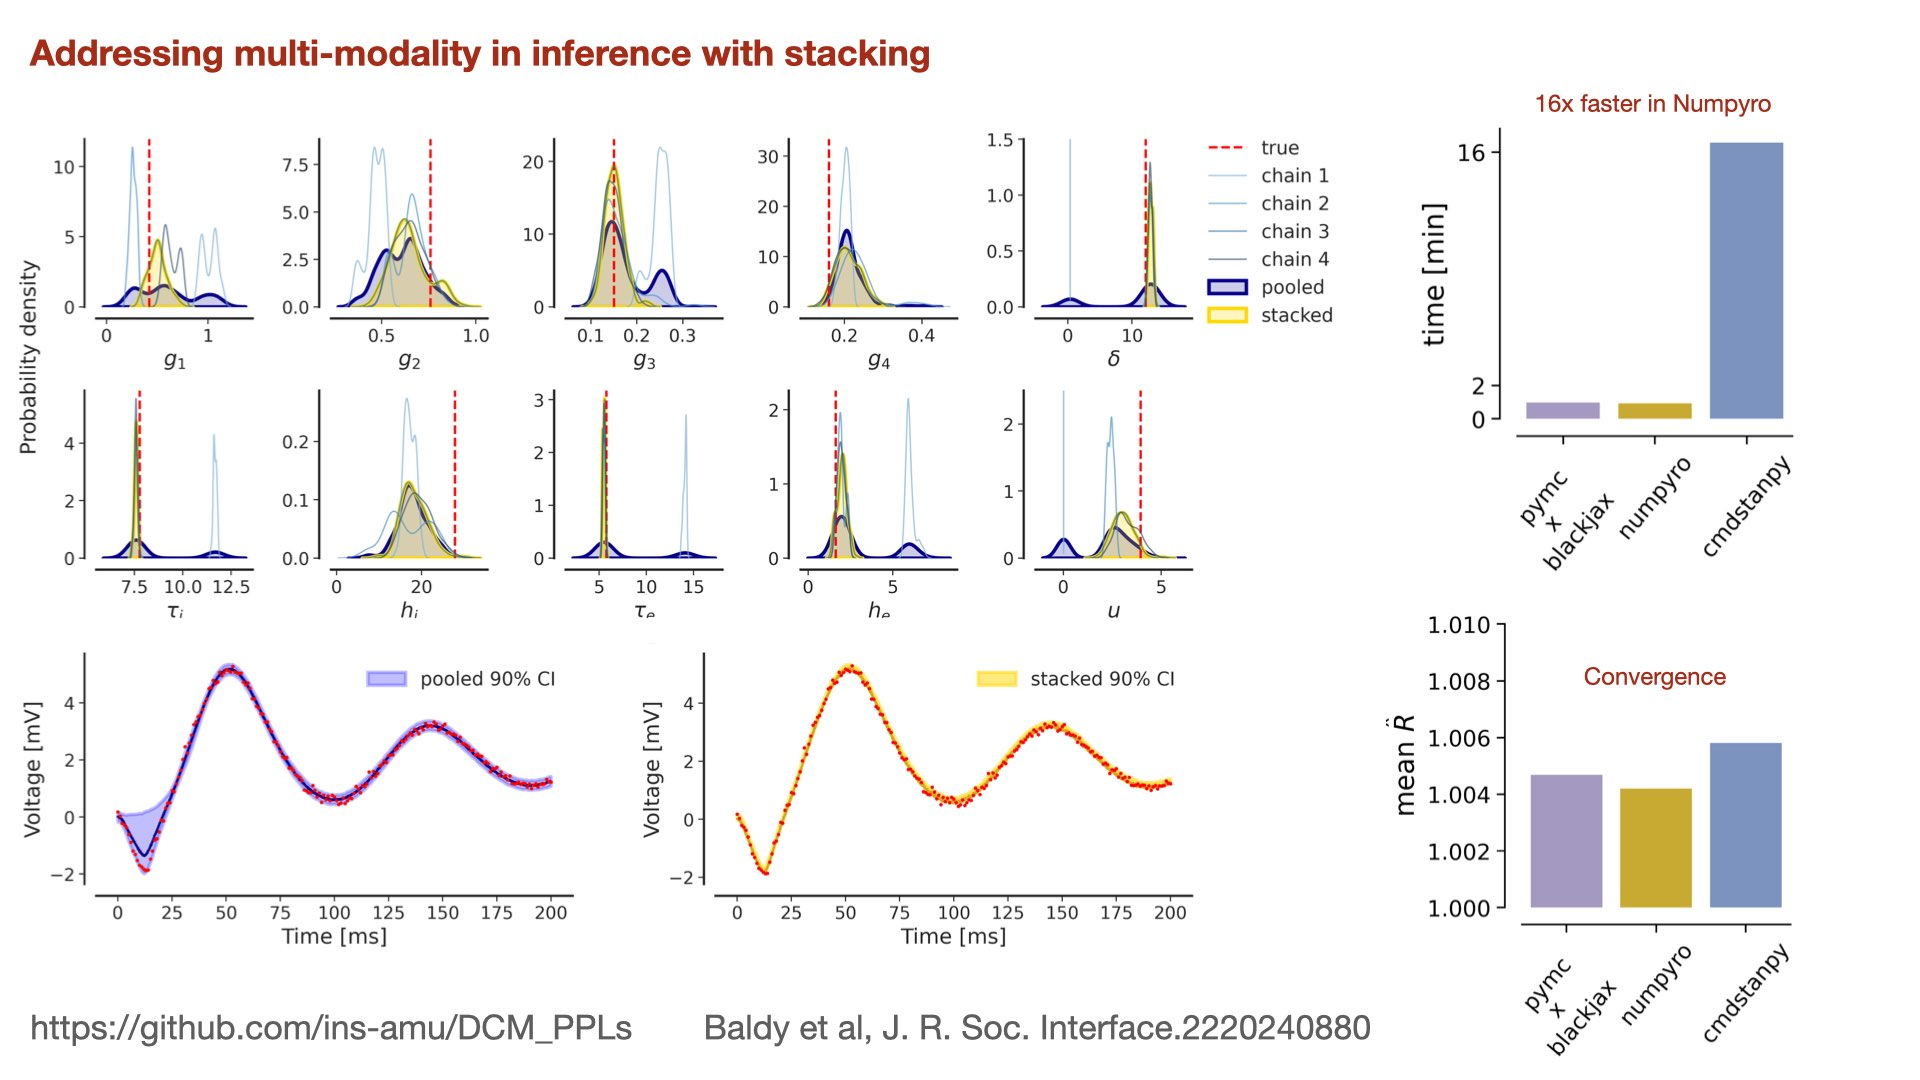 Addressing multi-modality in inference with stacking
16x faster in Numpyro
Probability density
10
5
0
0
1
g1
7.5
5.0
2.5
0.0
0.5
1.0
g2
20
10
0
0.1
0.2
0.3
g3
30
20
10
0
0.2
0.4
g4
1.5
1.0
0.5
0.0
0
10
δ
true
chain 1
chain 2
chain 3
chain 4
pooled
stacked
4
2
0
7.5
10.0
12.5
τi
0.2
0.1
0.0
0
20
hi
3
2
1
0
5
10
15
τe
2
1
0
0
5
he
2
1
0
0
5
u
Voltage [mV]
4
2
0
−2
pooled 90% CI
0
25
50
75
100
125
150
175
200
Time [ms]
Voltage [mV]
4
2
0
−2
stacked 90% CI
0
25
50
75
100
125
150
175
200
Time [ms]
time [min]
16
2
0
pymc
x
blackjax
numpyro
cmdstanpy
Convergence
mean R̂
1.010
1.008
1.006
1.004
1.002
1.000
pymc
x
blackjax
numpyro
cmdstanpy
https://github.com/ins-amu/DCM_PPLs
Baldy et al, J. R. Soc. Interface.2220240880